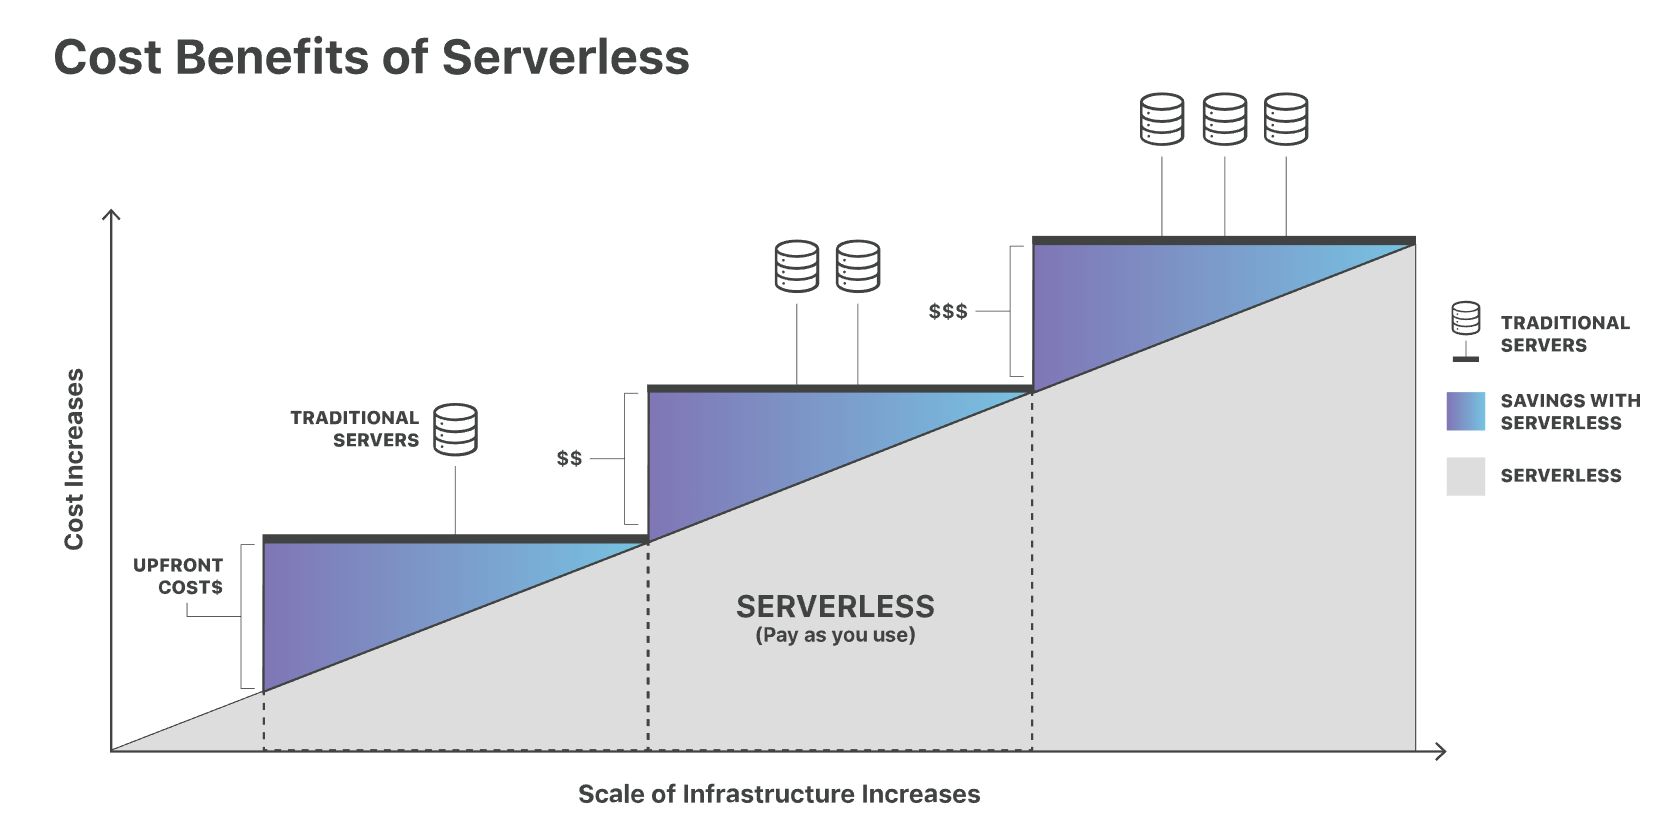 Cost Benefits of Serverless
$$$
TRADITIONAL
SERVERS
SAVINGS WITH
SERVERLESS
SERVERLESS
TRADITIONAL
SERVERS
$$
UPFRONT
COST$
SERVERLESS
(Pay as you use)
Cost Increases
Scale of Infrastructure Increases